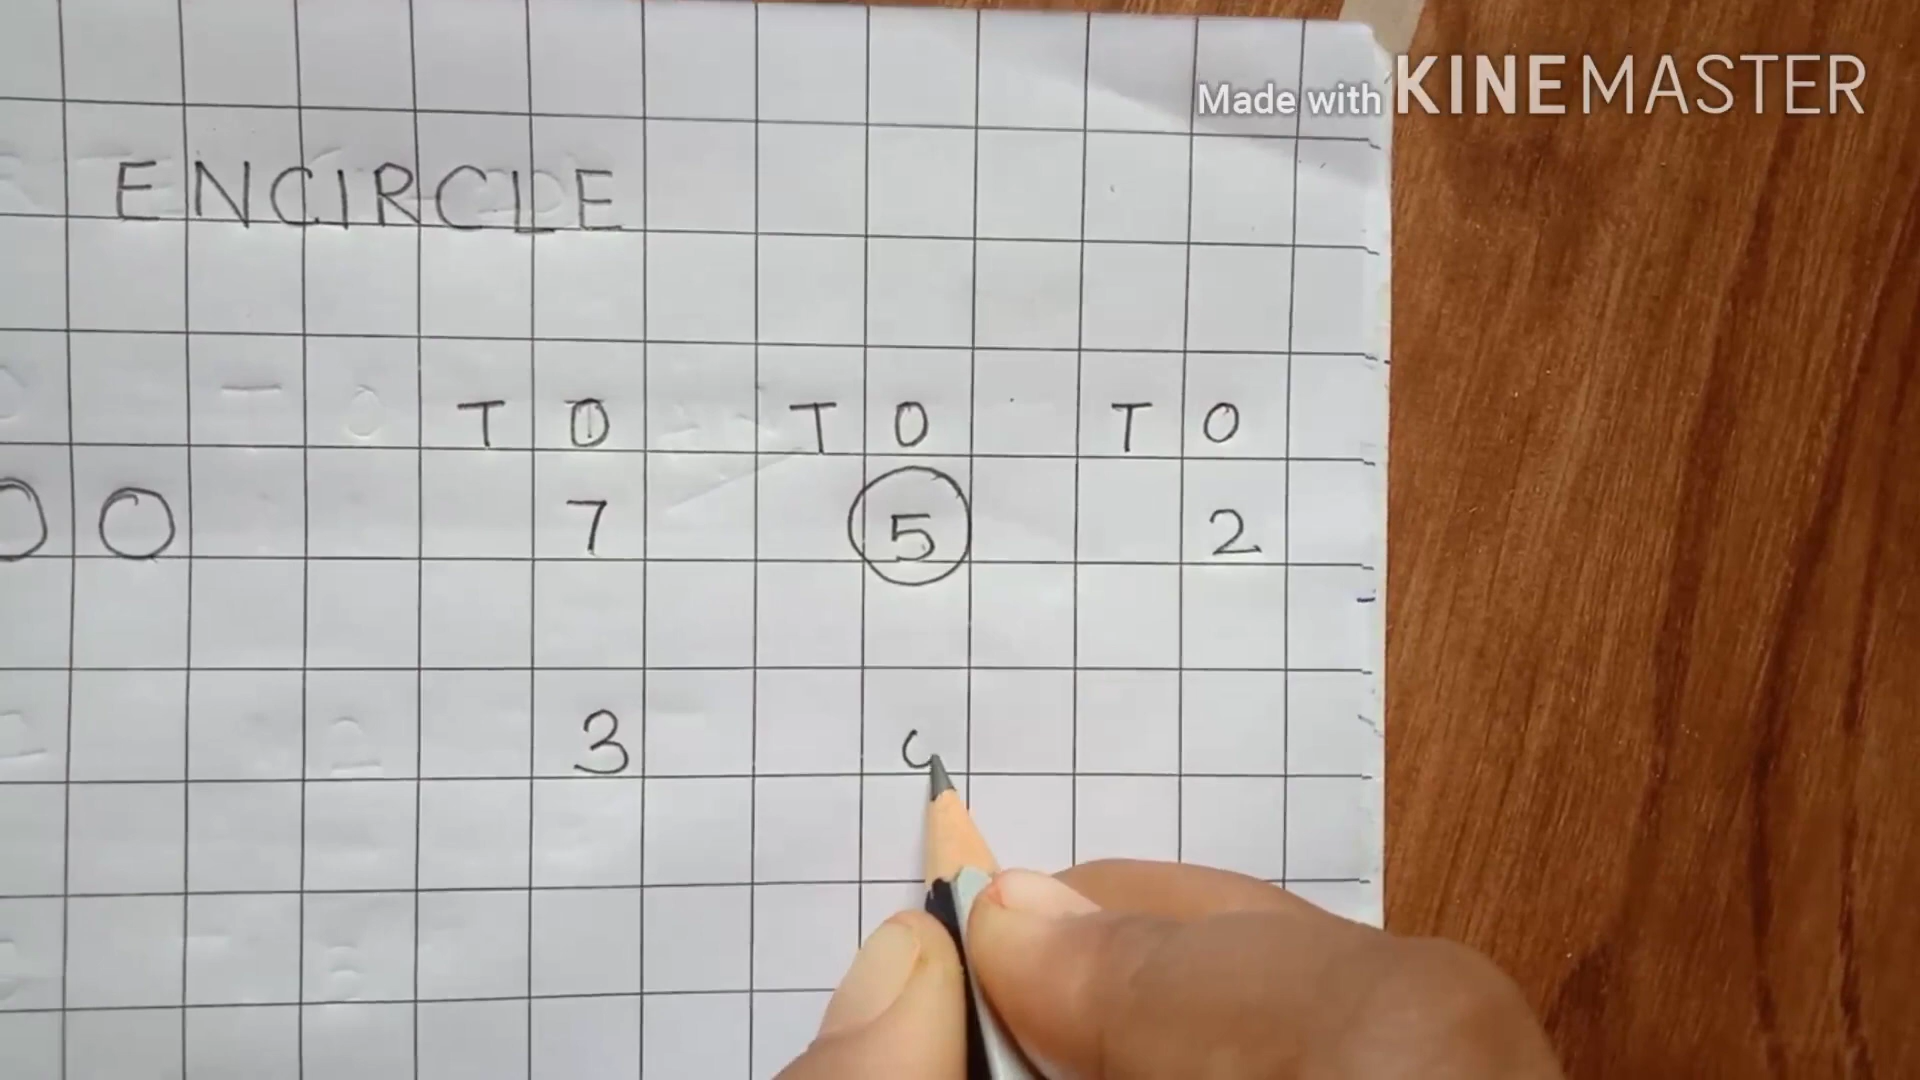 Made with KINEMASTER
ENCIRCLE
T O T O T O
O O 7 5 2
3